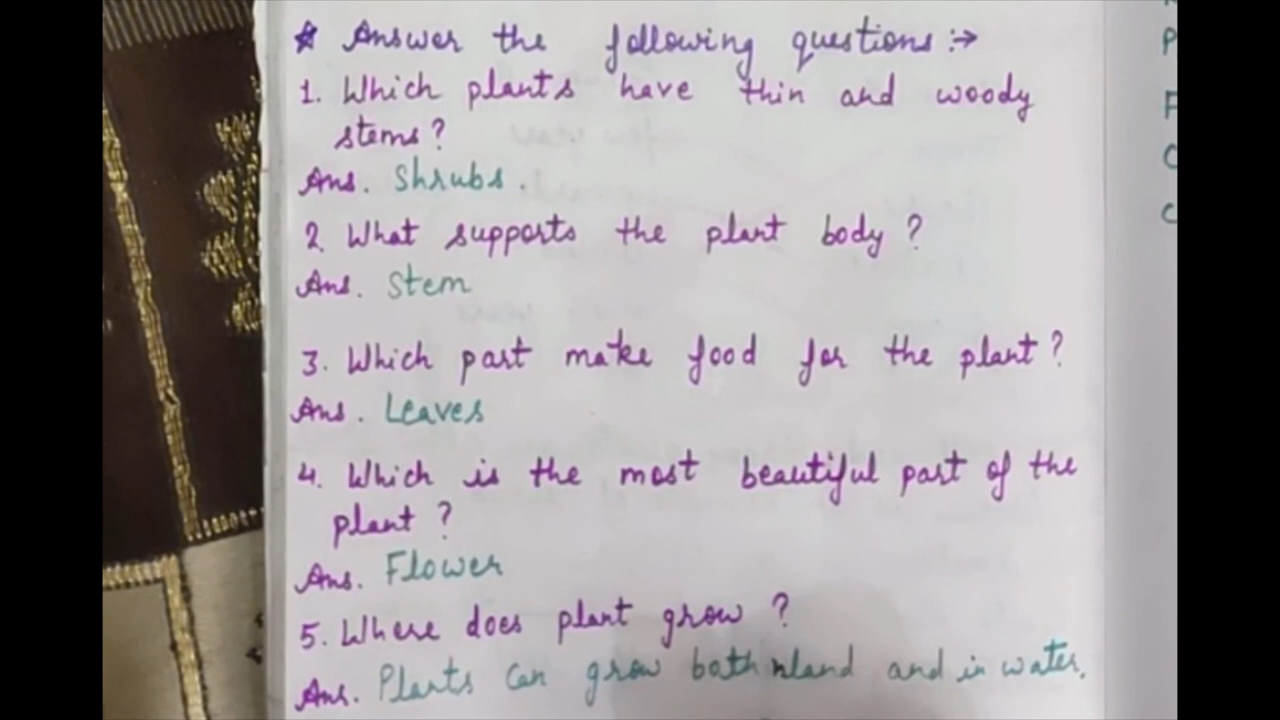 ☆ Answer the following questions :→
1. Which plants have thin and woody
stems?
Ans. Shrubs.
2. What supports the plant body?
Ans. Stem
3. Which part make food for the plant?
Ans. Leaves
4. Which is the most beautiful part of the
plant?
Ans. Flower
5. Where does plant grow?
Ans. Plants can grow both land and in water.